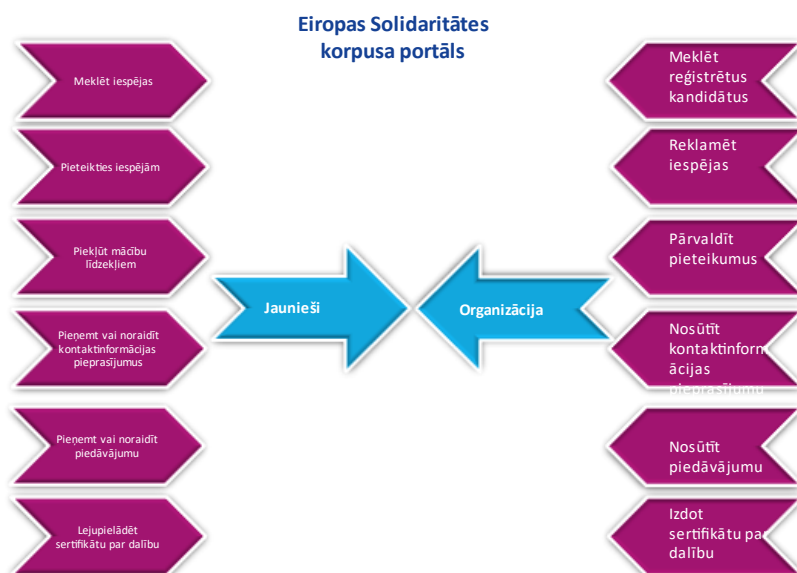 Eiropas Solidaritātes
korpusa portāls
Meklēt iespējas
Pieteikties iespējām
Piekļūt mācību
līdzekļiem
Pieņemt vai noraidīt
kontaktinformācijas
pieprasījumus
Pieņemt vai noraidīt
piedāvājumu
Lejupielādēt
sertifikātu par dalību
Jaunieši
Organizācija
Meklēt
reģistrētus
kandidātus
Reklamēt
iespējas
Pārvaldīt
pieteikumus
Nosūtīt
kontaktinform
ācijas
pieprasījumu
Nosūtīt
piedāvājumu
Izdot
sertifikātu par
dalību